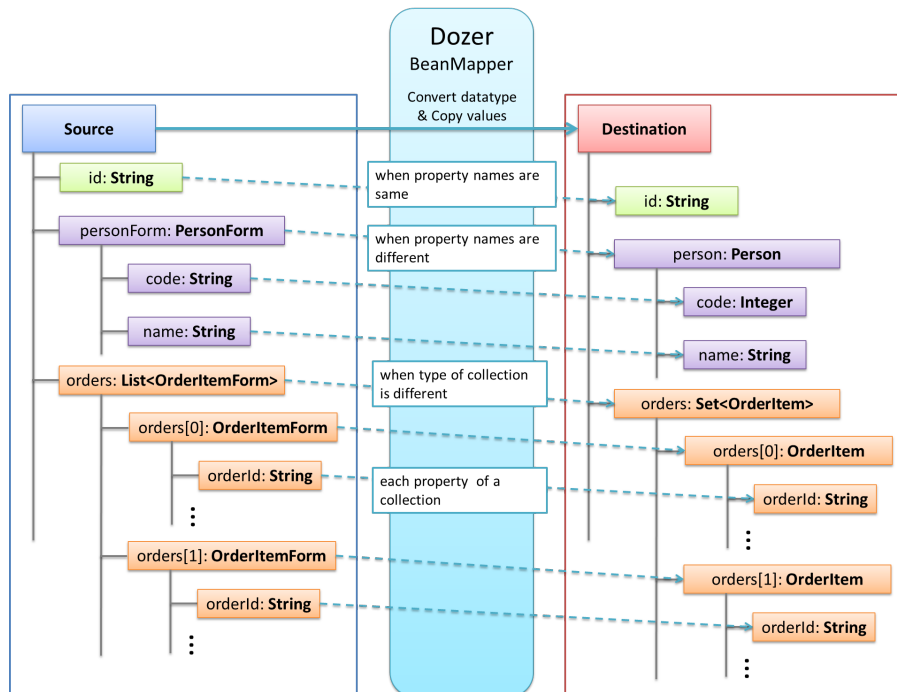 Dozer
BeanMapper
Convert datatype
& Copy values
Source
Destination
id: String
when property names are
same
id: String
personForm: PersonForm
when property names are
different
person: Person
code: String
code: Integer
name: String
name: String
orders: List<OrderItemForm>
when type of collection
is different
orders: Set<OrderItem>
orders[0]: OrderItemForm
orders[0]: OrderItem
orderId: String
each property of a
collection
orderId: String
⋮
⋮
orders[1]: OrderItemForm
orders[1]: OrderItem
orderId: String
orderId: String
⋮
⋮